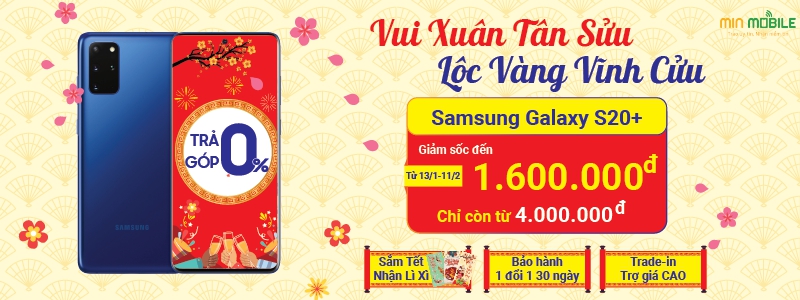 MIN MOBILE
Vui Xuân Tân Sửu
Lộc Vàng Vĩnh Cửu
SAMSUNG
TRẢ GÓP 0%
Samsung Galaxy S20+
Giảm sốc đến
Từ 13/1-11/2
1.600.000đ
Chỉ còn từ 4.000.000đ
Sắm Tết
Nhận Lì Xì
Bảo hành
1 đổi 1 30 ngày
Trade-in
Trợ giá CAO